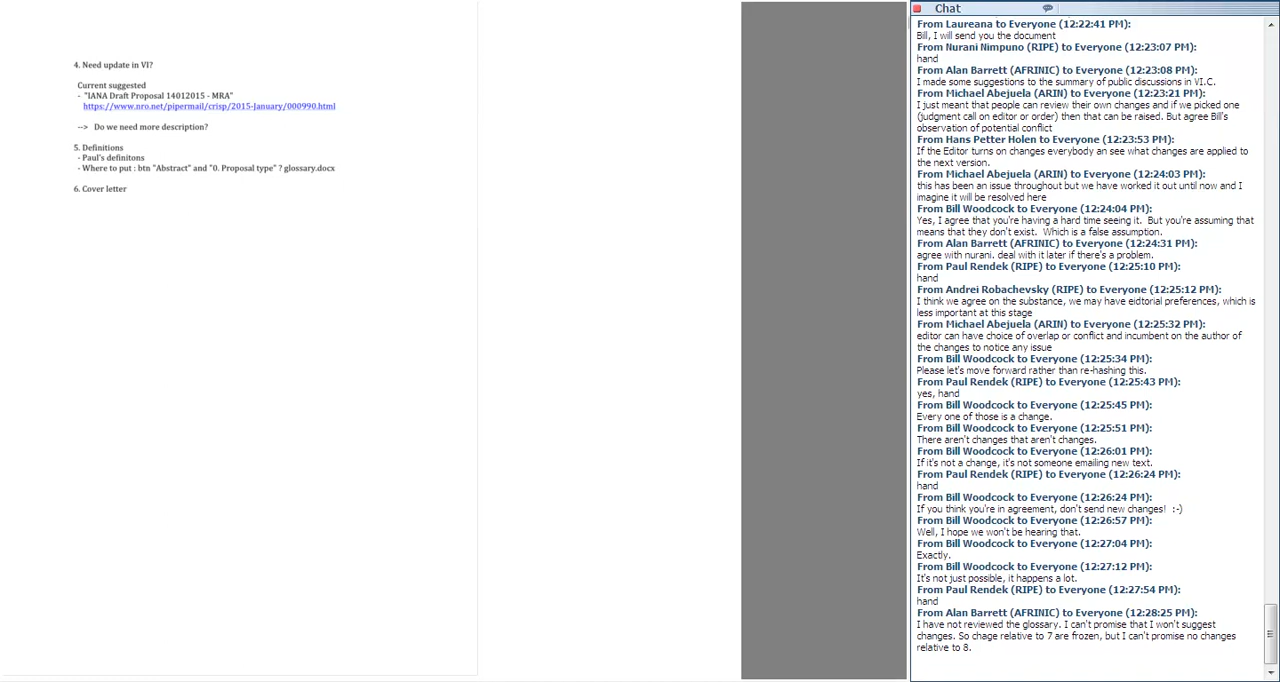 4. Need update in VI?
Current suggested
- "IANA Draft Proposal 14012015 - MRA"
https://www.nro.net/pipermail/crisp/2015-January/000990.html
--> Do we need more description?
5. Definitions
- Paul's definitons
- Where to put : btn "Abstract" and "0. Proposal type" ? glossary.docx
6. Cover letter
Chat
From Laureana to Everyone (12:22:41 PM):
Bill, I will send you the document
From Nurani Nimpuno (RIPE) to Everyone (12:23:07 PM):
hand
From Alan Barrett (AFRINIC) to Everyone (12:23:08 PM):
I made some suggestions to the summary of public discussions in VI.C.
From Michael Abejuela (ARIN) to Everyone (12:23:21 PM):
I just meant that people can review their own changes and if we picked one
(judgment call on editor or order) then that can be raised. But agree Bill's
observation of potential conflict
From Hans Petter Holen to Everyone (12:23:53 PM):
If the Editor turns on changes everybody an see what changes are applied to
the next version.
From Michael Abejuela (ARIN) to Everyone (12:24:03 PM):
this has been an issue throughout but we have worked it out until now and I
imagine it will be resolved here
From Bill Woodcock to Everyone (12:24:04 PM):
Yes, I agree that you're having a hard time seeing it. But you're assuming that
means that they don't exist. Which is a false assumption.
From Alan Barrett (AFRINIC) to Everyone (12:24:31 PM):
agree with nurani. deal with it later if there's a problem.
From Paul Rendek (RIPE) to Everyone (12:25:10 PM):
hand
From Andrei Robachevsky (RIPE) to Everyone (12:25:12 PM):
I think we agree on the substance, we may have eidtorial preferences, which is
less important at this stage
From Michael Abejuela (ARIN) to Everyone (12:25:32 PM):
editor can have choice of overlap or conflict and incumbent on the author of
the changes to notice any issue
From Bill Woodcock to Everyone (12:25:34 PM):
Please let's move forward rather than re-hashing this.
From Paul Rendek (RIPE) to Everyone (12:25:43 PM):
yes, hand
From Bill Woodcock to Everyone (12:25:45 PM):
Every one of those is a change.
From Bill Woodcock to Everyone (12:25:51 PM):
There aren't changes that aren't changes.
From Bill Woodcock to Everyone (12:26:01 PM):
If it's not a change, it's not someone emailing new text.
From Paul Rendek (RIPE) to Everyone (12:26:24 PM):
hand
From Bill Woodcock to Everyone (12:26:24 PM):
If you think you're in agreement, don't send new changes! :-)
From Bill Woodcock to Everyone (12:26:57 PM):
Well, I hope we won't be hearing that.
From Bill Woodcock to Everyone (12:27:04 PM):
Exactly.
From Bill Woodcock to Everyone (12:27:12 PM):
It's not just possible, it happens a lot.
From Paul Rendek (RIPE) to Everyone (12:27:54 PM):
hand
From Alan Barrett (AFRINIC) to Everyone (12:28:25 PM):
I have not reviewed the glossary. I can't promise that I won't suggest
changes. So chage relative to 7 are frozen, but I can't promise no changes
relative to 8.